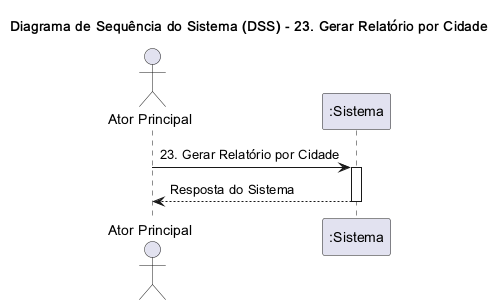 Diagrama de Sequência do Sistema (DSS) - 23. Gerar Relatório por Cidade
Ator Principal
:Sistema
23. Gerar Relatório por Cidade
Resposta do Sistema
Ator Principal
:Sistema